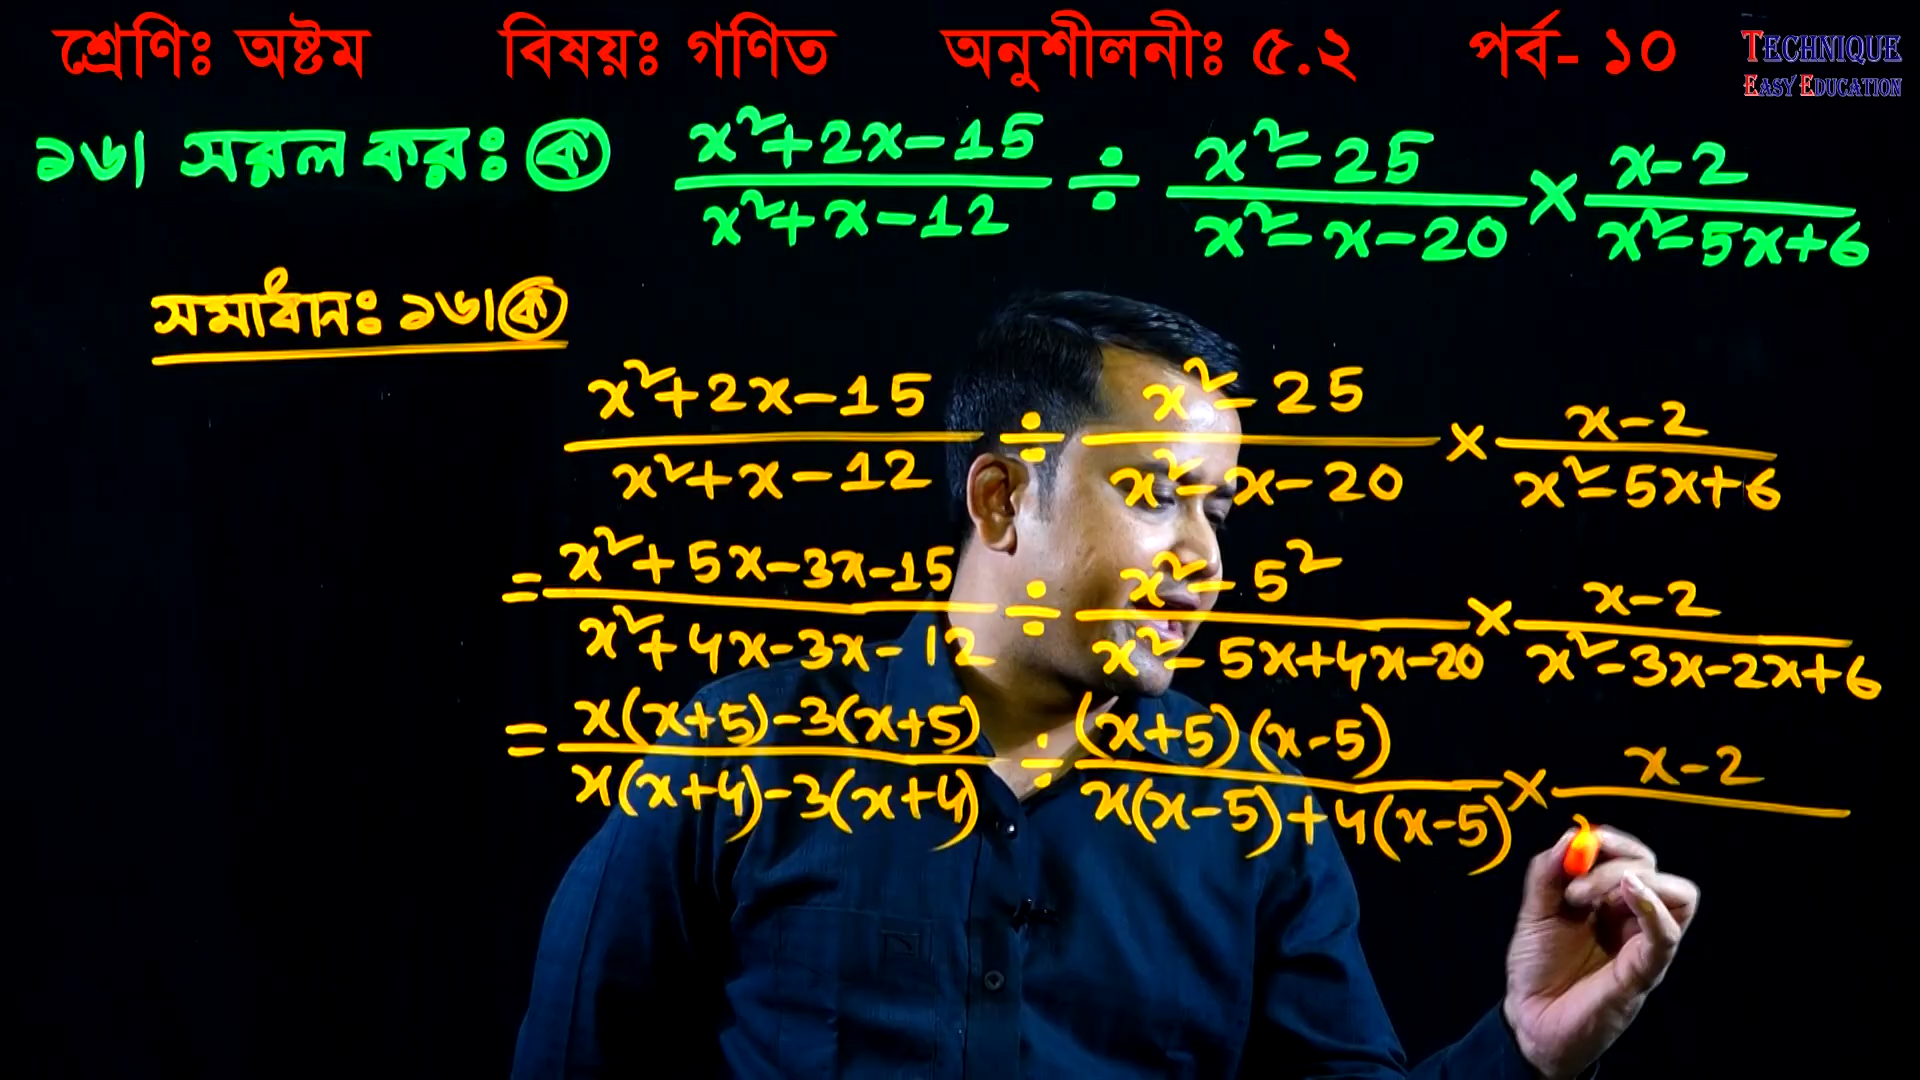 শ্রেণিঃ অষ্টম বিষয়ঃ গণিত অনুশীলনীঃ ৫.২ পর্ব- ১০
TECHNIQUE
EASY EDUCATION
১৬। সরল করঃ ক (x²+2x-15)/(x²+x-12) ÷ (x²-25)/(x²-x-20) × (x-2)/(x²-5x+6)
সমাধানঃ ১৬।ক
(x²+2x-15)/(x²+x-12) ÷ (x²-25)/(x²-x-20) × (x-2)/(x²-5x+6)
= (x²+5x-3x-15)/(x²+4x-3x-12) ÷ (x²-5²)/(x²-5x+4x-20) × (x-2)/(x²-3x-2x+6)
= (x(x+5)-3(x+5))/(x(x+4)-3(x+4)) ÷ ((x+5)(x-5))/(x(x-5)+4(x-5)) × (x-2)/